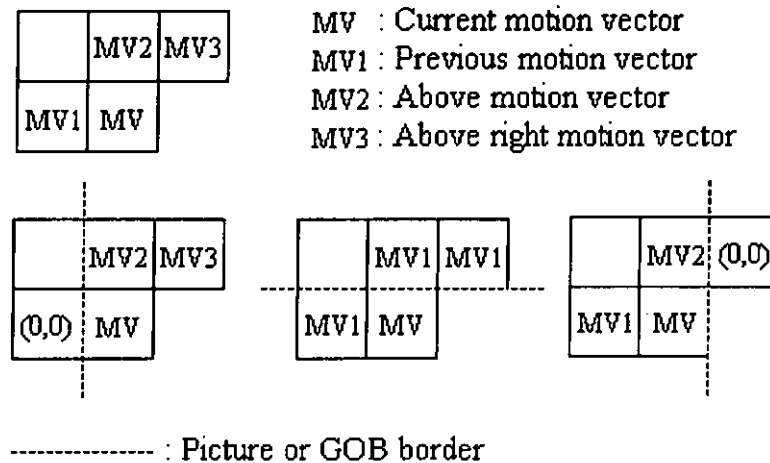 MV2 MV3
MV1 MV
MV : Current motion vector
MV1 : Previous motion vector
MV2 : Above motion vector
MV3 : Above right motion vector
MV2 MV3
(0,0) MV
MV1 MV1
MV1 MV
MV2 (0,0)
MV1 MV
: Picture or GOB border